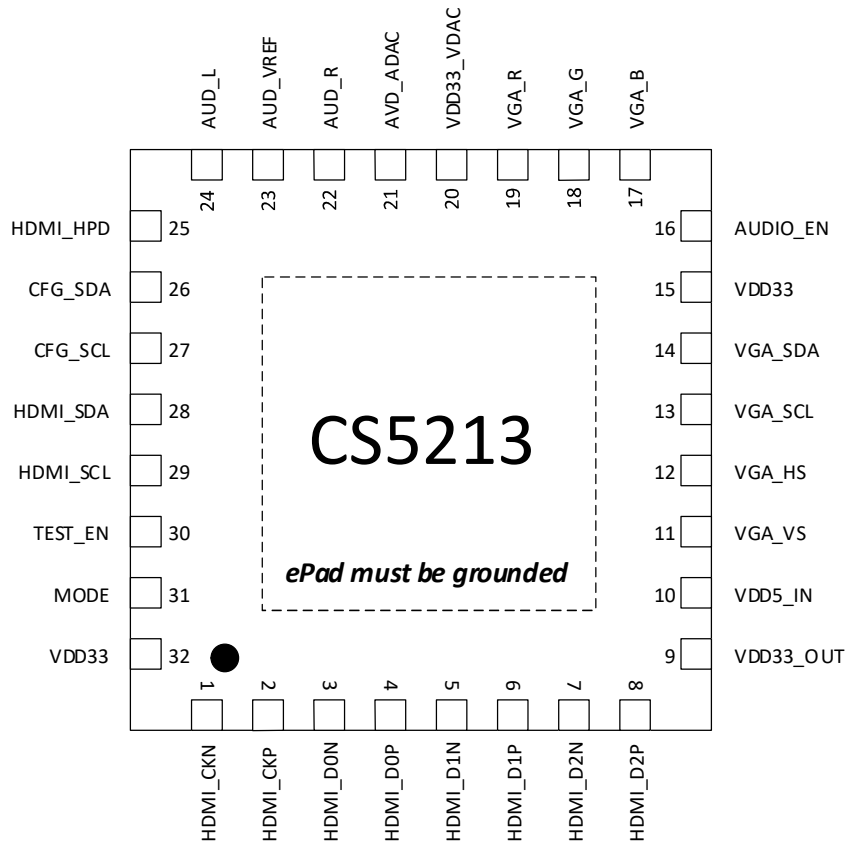 AUD_L
AUD_VREF
AUD_R
AVD_ADAC
VDD33_VDAC
VGA_R
VGA_G
VGA_B
24
23
22
21
20
19
18
17
HDMI_HPD 25
16 AUDIO_EN
CFG_SDA 26
15 VDD33
CFG_SCL 27
14 VGA_SDA
HDMI_SDA 28
13 VGA_SCL
CS5213
HDMI_SCL 29
12 VGA_HS
TEST_EN 30
11 VGA_VS
ePad must be grounded
MODE 31
10 VDD5_IN
VDD33 32
9 VDD33_OUT
1
2
3
4
5
6
7
8
HDMI_CKN
HDMI_CKP
HDMI_D0N
HDMI_D0P
HDMI_D1N
HDMI_D1P
HDMI_D2N
HDMI_D2P